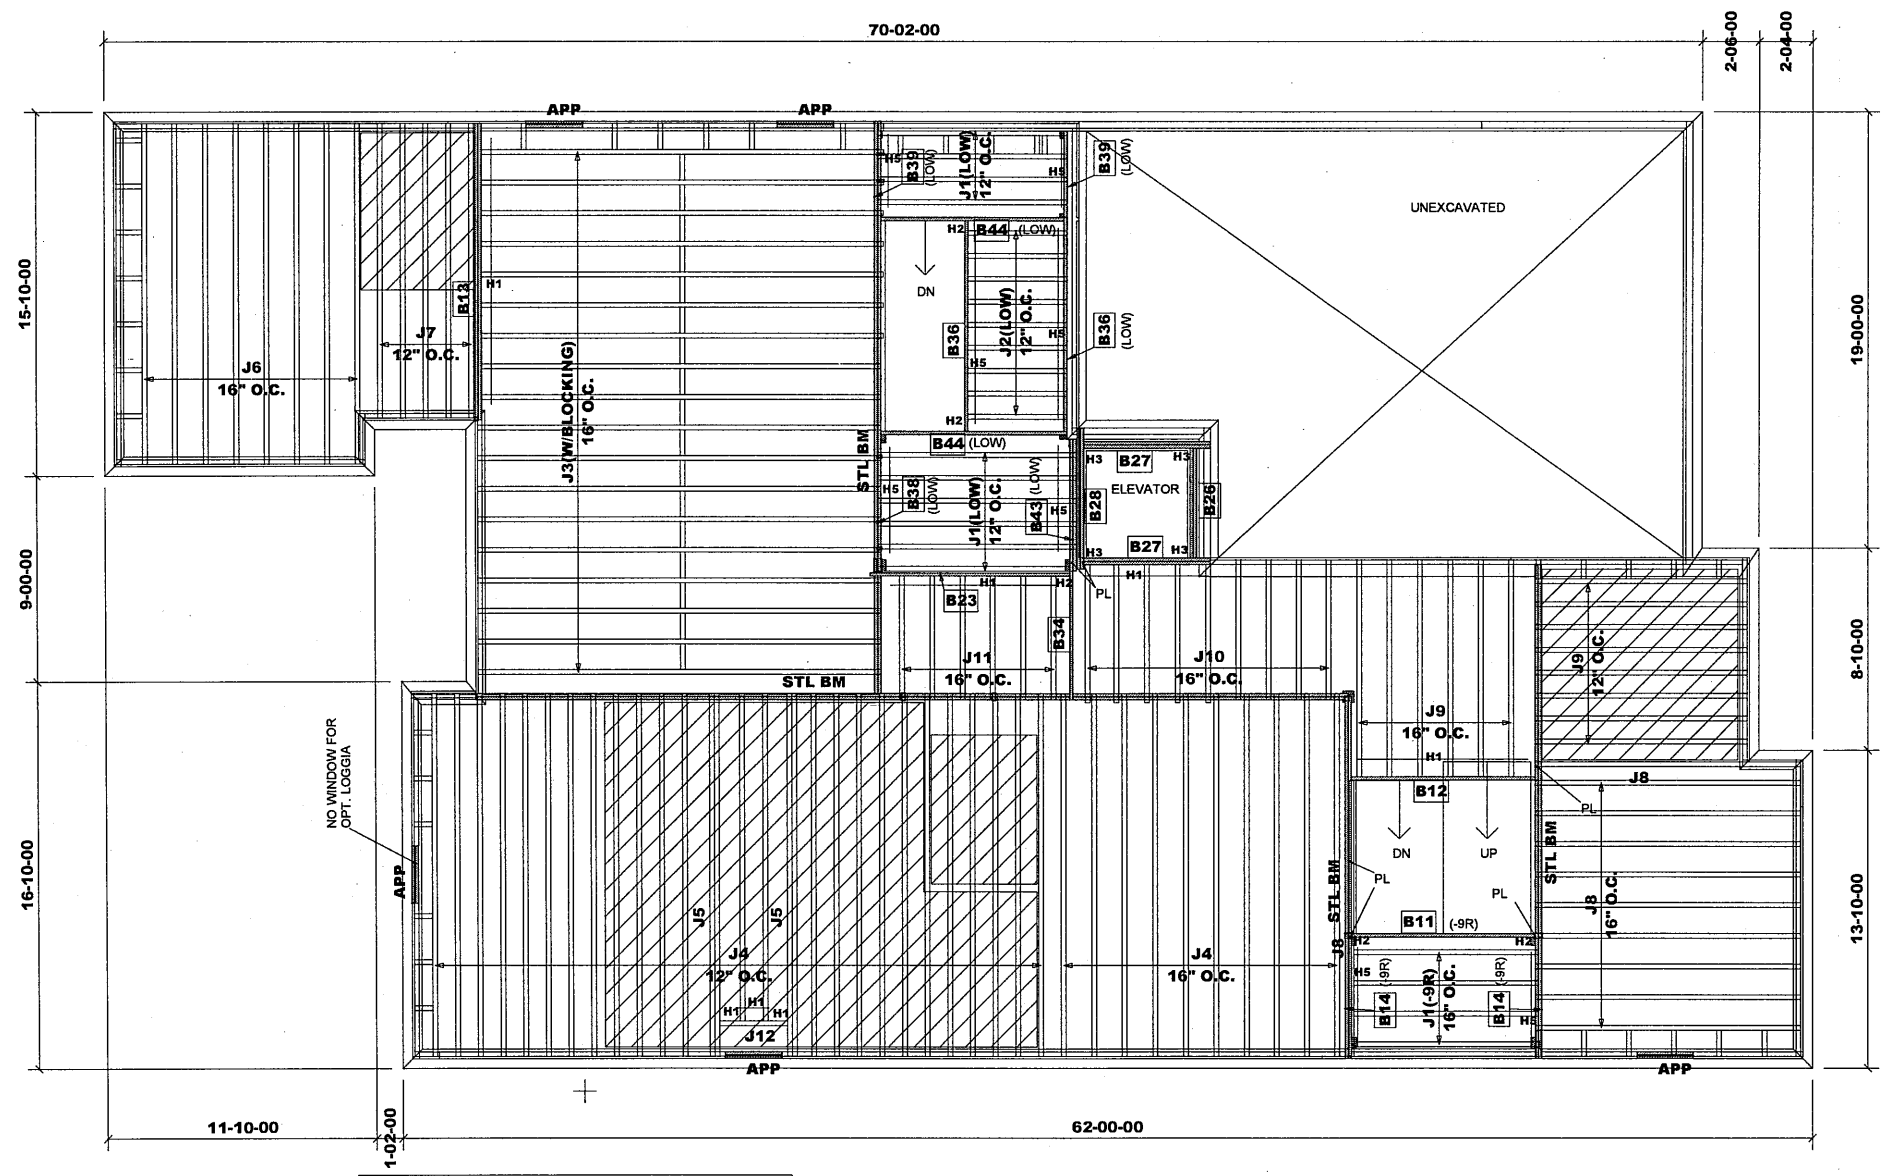 70-02-00
2-06-00
2-04-00
APP
APP
15-10-00
9-00-00
16-10-00
19-00-00
8-10-00
13-10-00
J6
16" O.C.
J7
12" O.C.
B13
H1
J3(W/BLOCKING)
16" O.C.
H5
B39
(LOW)
J1(LOW)
12" O.C.
H5
B39
(LOW)
UNEXCAVATED
H2
B44 (LOW)
DN
B36
J2(LOW)
12" O.C.
H5
H5
B36
(LOW)
H2
B44 (LOW)
STL BM
H5
B38
(LOW)
J1(LOW)
12" O.C.
B43 (LOW)
H5
H3
B27
H3
ELEVATOR
B28
B26
H3
B27
H3
H1
H2
H1
PL
B23
B34
J11
16" O.C.
J10
16" O.C.
STL BM
J9
12" O.C.
J9
16" O.C.
H1
B12
J8
PL
DN
UP
STL BM
STL BM
PL
PL
B11 (-9R)
H2
H2
J8
J8
16" O.C.
H5
B14 (-9R)
J1(-9R)
16" O.C.
B14 (-9R)
H5
NO WINDOW FOR
OPT. LOGGIA
APP
J5
J5
J4
12" O.C.
J4
16" O.C.
H1
H1
H1
J12
APP
APP
11-10-00
1-02-00
62-00-00